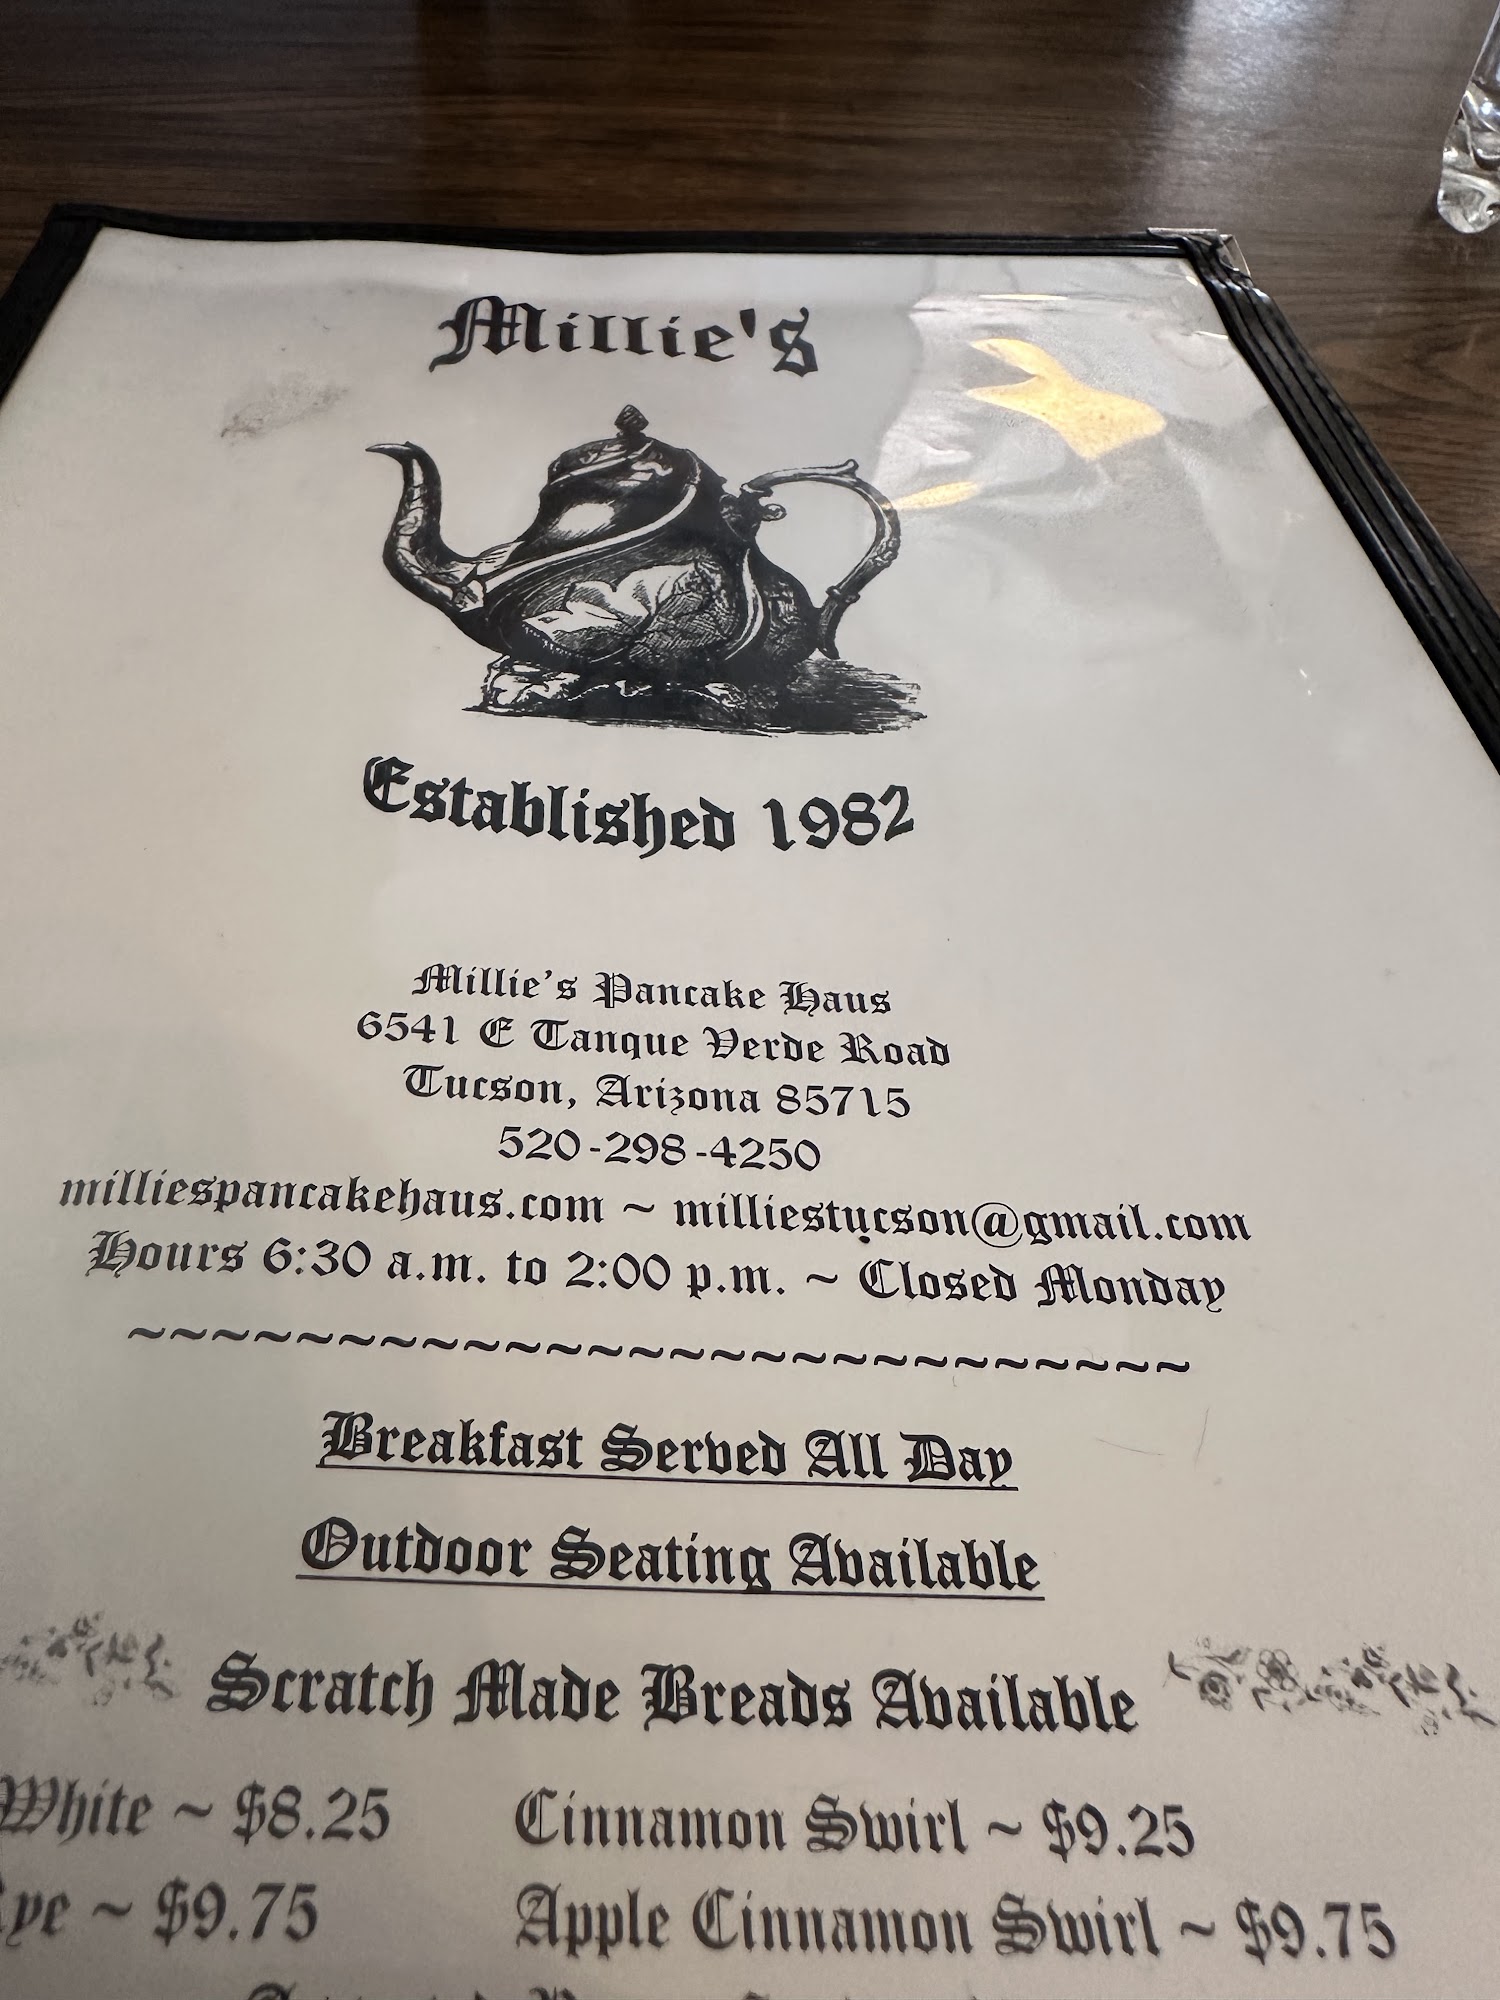 Millie's
Established 1982
Millie's Pancake Haus
6541 E Tanque Verde Road
Tucson, Arizona 85715
520-298-4250
milliespancakehaus.com ~ milliestucson@gmail.com
Hours 6:30 a.m. to 2:00 p.m. ~ Closed Monday
~~~~~~~~~~~~~~~~~~~~~~~~~~
Breakfast Served All Day
Outdoor Seating Available
Scratch Made Breads Available
White ~ $8.25 Cinnamon Swirl ~ $9.25
Rye ~ $9.75 Apple Cinnamon Swirl ~ $9.75